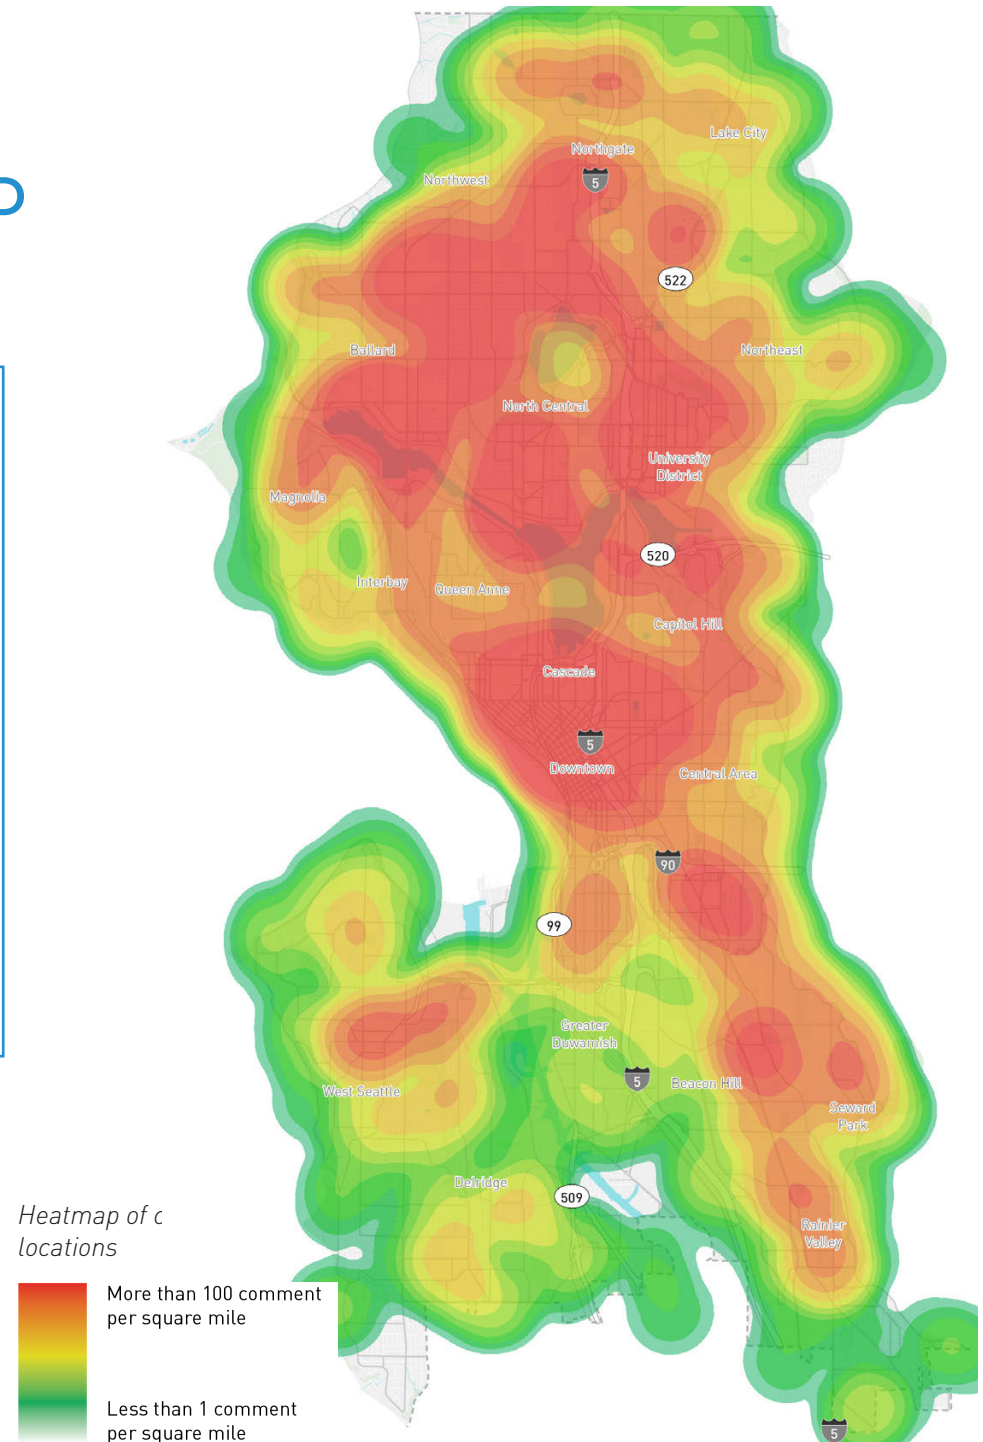 D
Lake City
Northgate
5
Northwest
522
Ballard
Northeast
North Central
University
District
Magnolia
520
Interbay
Queen Anne
Capitol Hill
Cascade
5
Downtown
Central Area
90
99
Greater
Duwamish
5
Beacon Hill
West Seattle
Seward
Park
Delridge
509
Rainier
Valley
Heatmap of
locations
More than 100 comment
per square mile
Less than 1 comment
per square mile
5